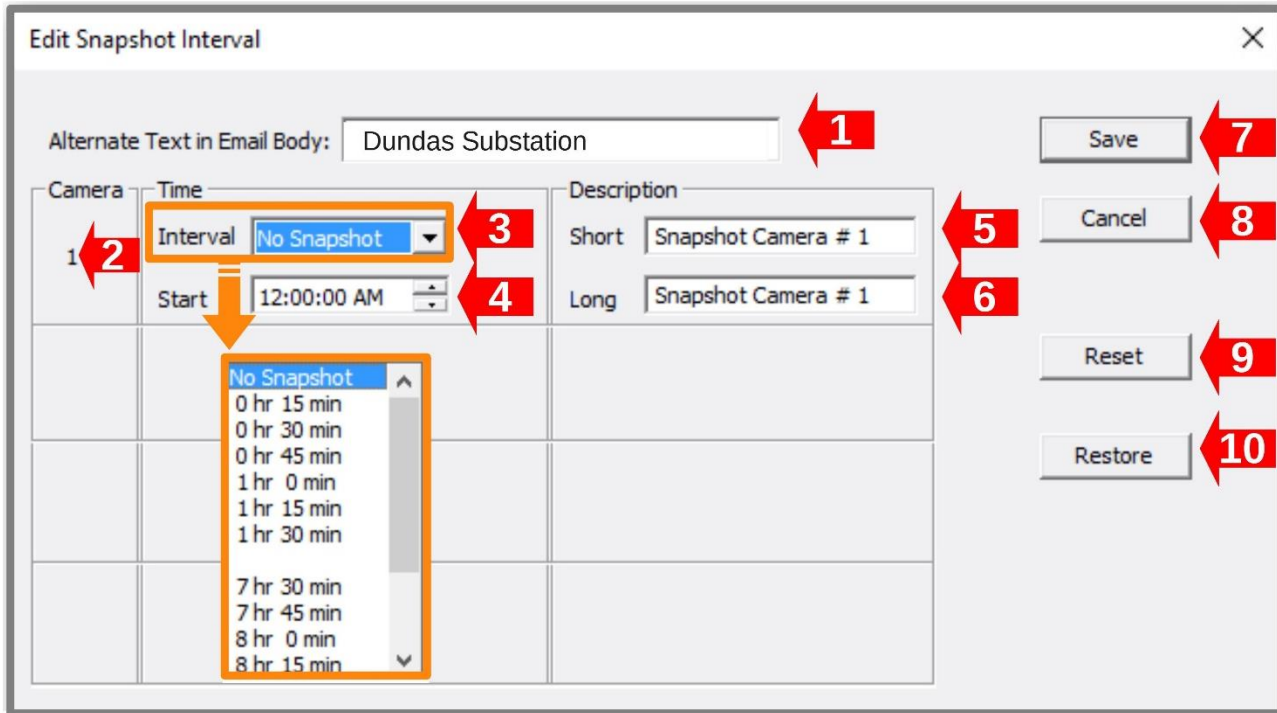 Edit Snapshot Interval
Alternate Text in Email Body: Dundas Substation 1
Save 7
Camera Time Description
Interval No Snapshot 3 Short Snapshot Camera # 1 5
Cancel 8
1 2
Start 12:00:00 AM 4 Long Snapshot Camera # 1 6
Reset 9
No Snapshot
0 hr 15 min
0 hr 30 min
0 hr 45 min
Restore 10
1 hr 0 min
1 hr 15 min
1 hr 30 min
7 hr 30 min
7 hr 45 min
8 hr 0 min
8 hr 15 min